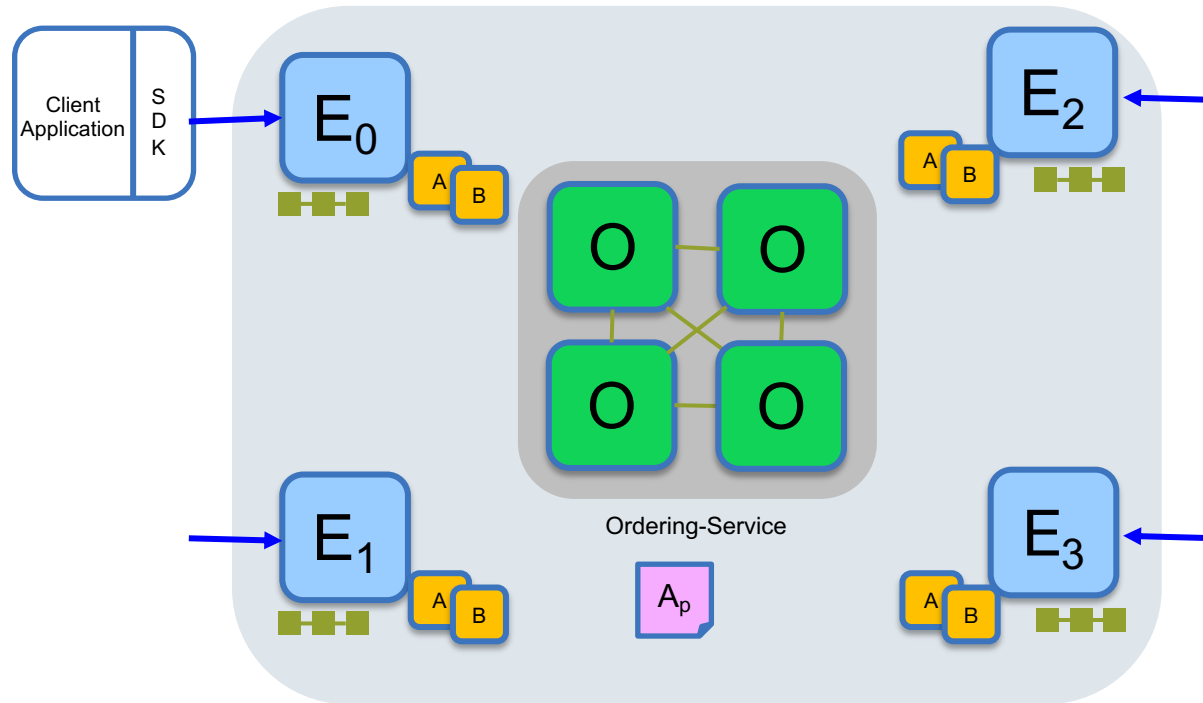 Client
Application
S
D
K
E₀
A
B
E₂
A
B
O
O
O
O
Ordering-Service
E₁
A
B
Aₚ
E₃
A
B